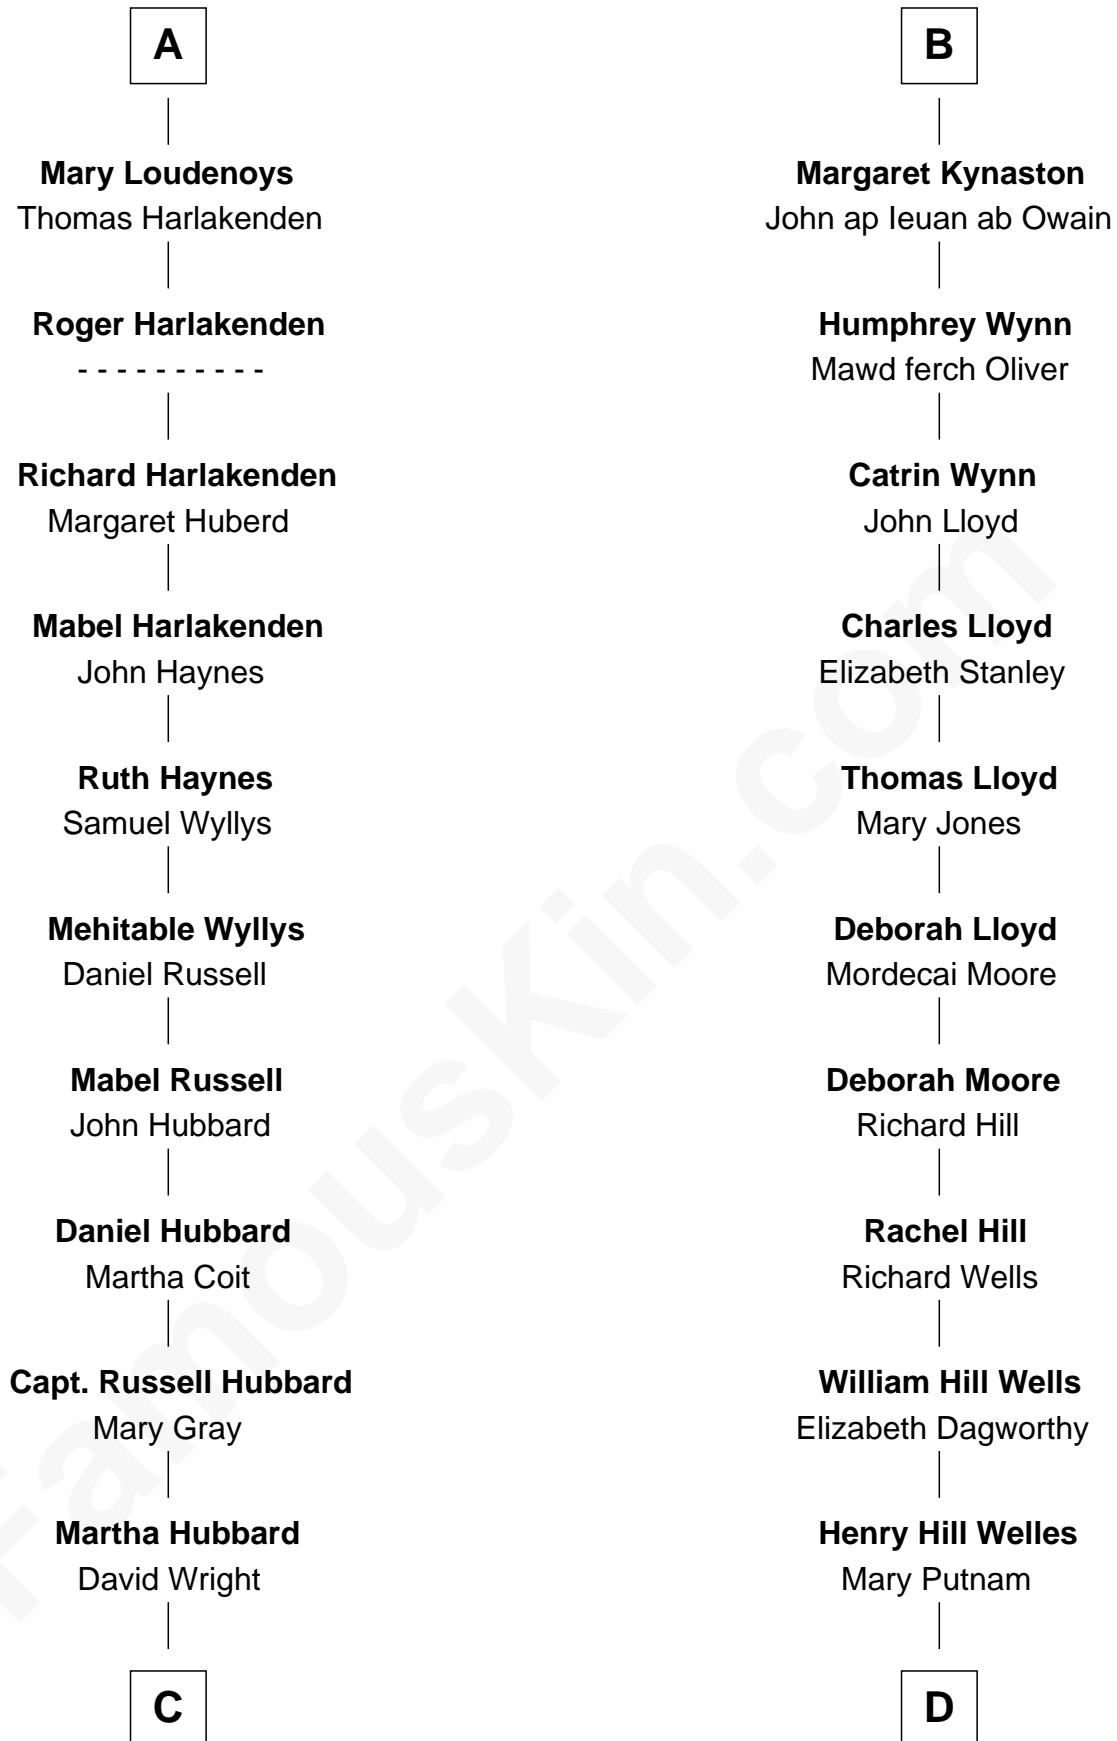 A
Mary Loudenoys
Thomas Harlakenden
Roger Harlakenden
- - - - - - - - - -
Richard Harlakenden
Margaret Huberd
Mabel Harlakenden
John Haynes
Ruth Haynes
Samuel Wyllys
Mehitable Wyllys
Daniel Russell
Mabel Russell
John Hubbard
Daniel Hubbard
Martha Coit
Capt. Russell Hubbard
Mary Gray
Martha Hubbard
David Wright
C
B
Margaret Kynaston
John ap Ieuan ab Owain
Humphrey Wynn
Mawd ferch Oliver
Catrin Wynn
John Lloyd
Charles Lloyd
Elizabeth Stanley
Thomas Lloyd
Mary Jones
Deborah Lloyd
Mordecai Moore
Deborah Moore
Richard Hill
Rachel Hill
Richard Wells
William Hill Wells
Elizabeth Dagworthy
Henry Hill Welles
Mary Putnam
D
FamousKin.com